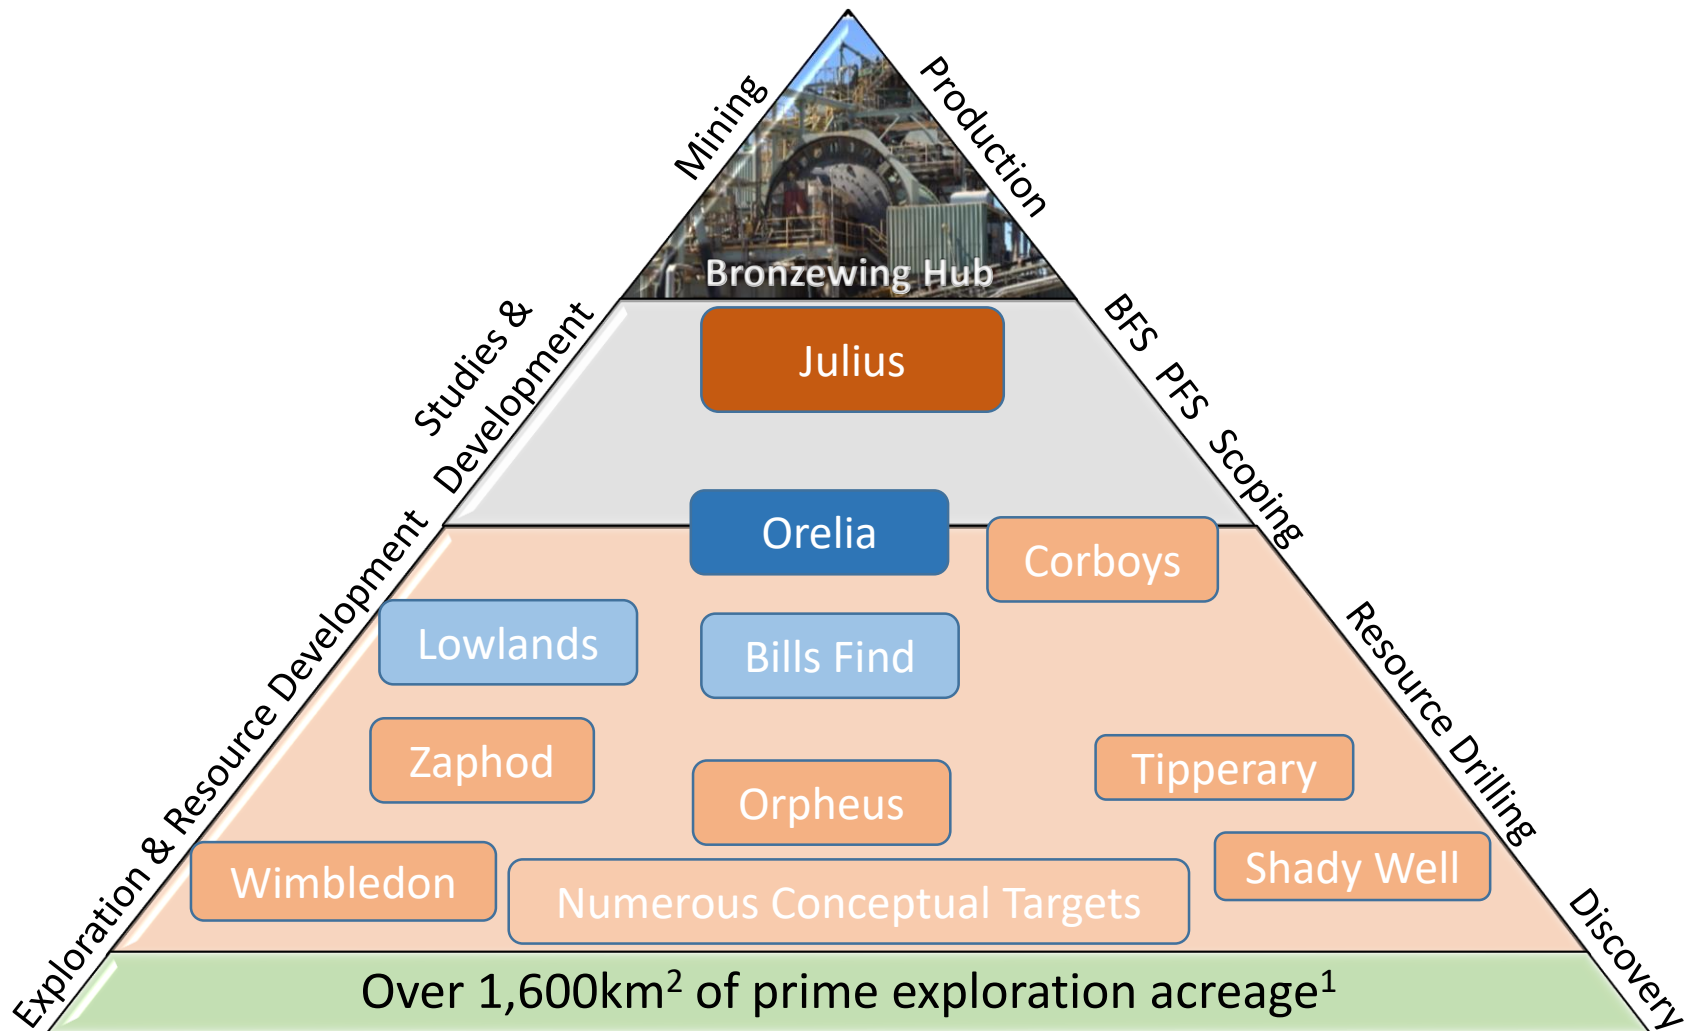 Mining
Production
Bronzewing Hub
Studies &
Development
BFS PFS Scoping
Julius
Orelia
Corboys
Exploration & Resource Development
Resource Drilling
Lowlands
Bills Find
Zaphod
Orpheus
Tipperary
Wimbledon
Numerous Conceptual Targets
Shady Well
Discovery
Over 1,600km² of prime exploration acreage¹